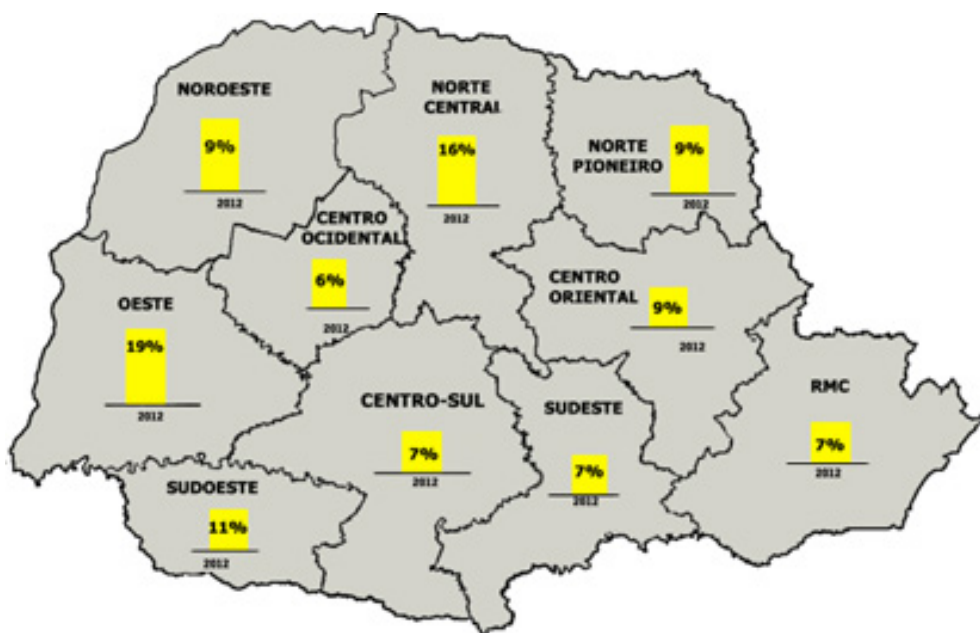 NOROESTE
9%
2012
NORTE
CENTRAL
16%
2012
NORTE
PIONEIRO
9%
2012
CENTRO
OCIDENTAL
6%
2012
OESTE
19%
2012
CENTRO
ORIENTAL
9%
2012
CENTRO-SUL
7%
2012
SUDESTE
7%
2012
RMC
7%
2012
SUDOESTE
11%
2012